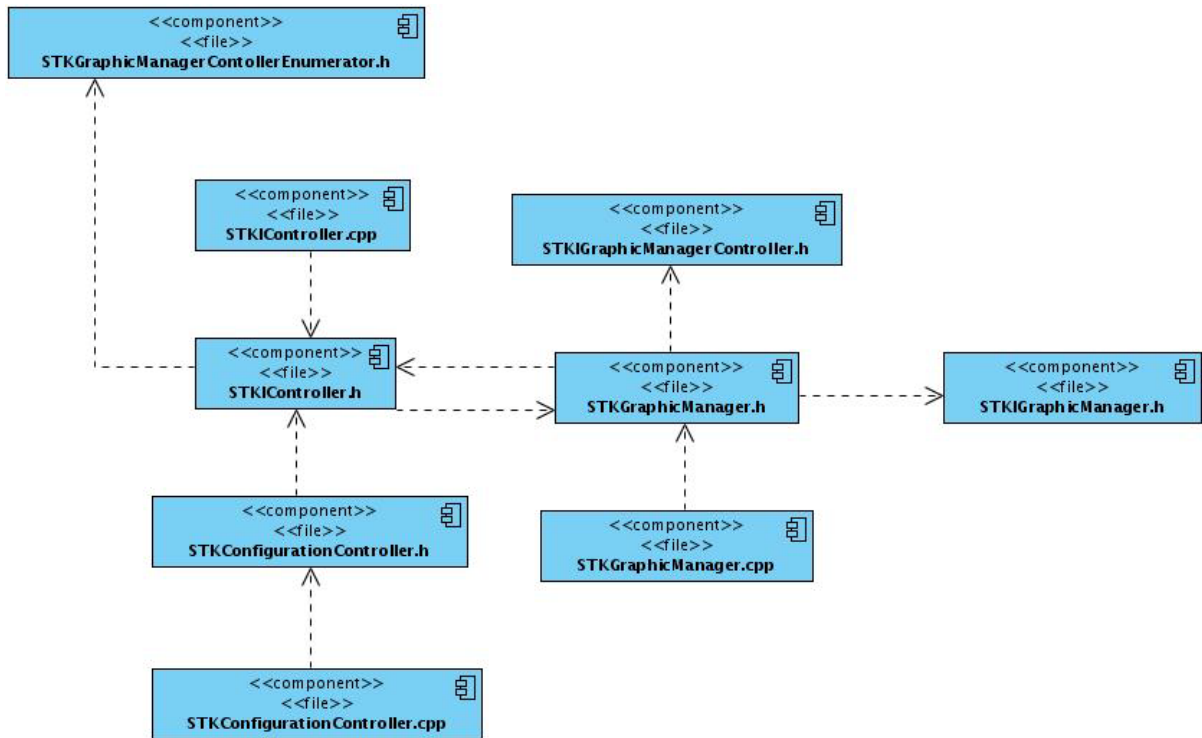 <<component>>
<<file>>
STKGraphicManagerContollerEnumerator.h
<<component>>
<<file>>
STKIController.cpp
<<component>>
<<file>>
STKIGraphicManagerController.h
<<component>>
<<file>>
STKIController.h
<<component>>
<<file>>
STKGraphicManager.h
<<component>>
<<file>>
STKIGraphicManager.h
<<component>>
<<file>>
STKConfigurationController.h
<<component>>
<<file>>
STKGraphicManager.cpp
<<component>>
<<file>>
STKConfigurationController.cpp